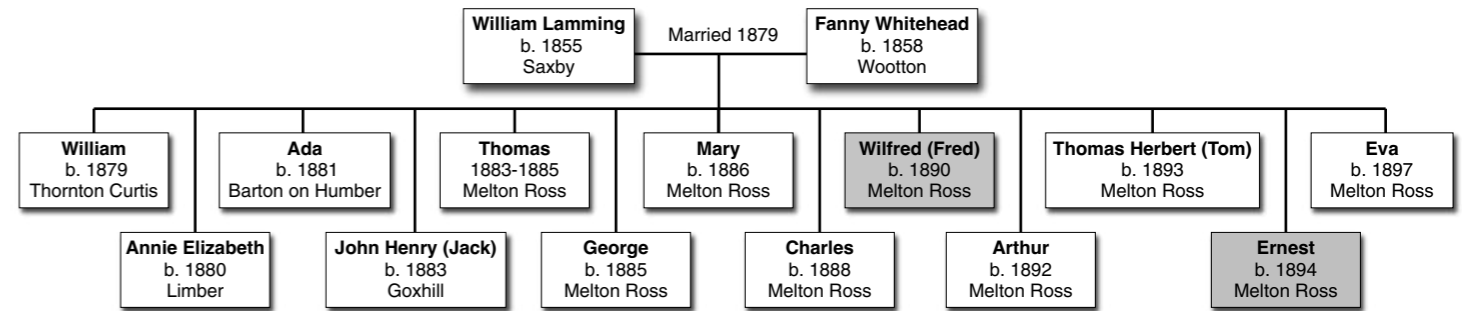 William Lamming
b. 1855
Saxby
Married 1879
Fanny Whitehead
b. 1858
Wootton
William
b. 1879
Thornton Curtis
Annie Elizabeth
b. 1880
Limber
Ada
b. 1881
Barton on Humber
John Henry (Jack)
b. 1883
Goxhill
Thomas
1883-1885
Melton Ross
George
b. 1885
Melton Ross
Mary
b. 1886
Melton Ross
Charles
b. 1888
Melton Ross
Wilfred (Fred)
b. 1890
Melton Ross
Arthur
b. 1892
Melton Ross
Thomas Herbert (Tom)
b. 1893
Melton Ross
Ernest
b. 1894
Melton Ross
Eva
b. 1897
Melton Ross